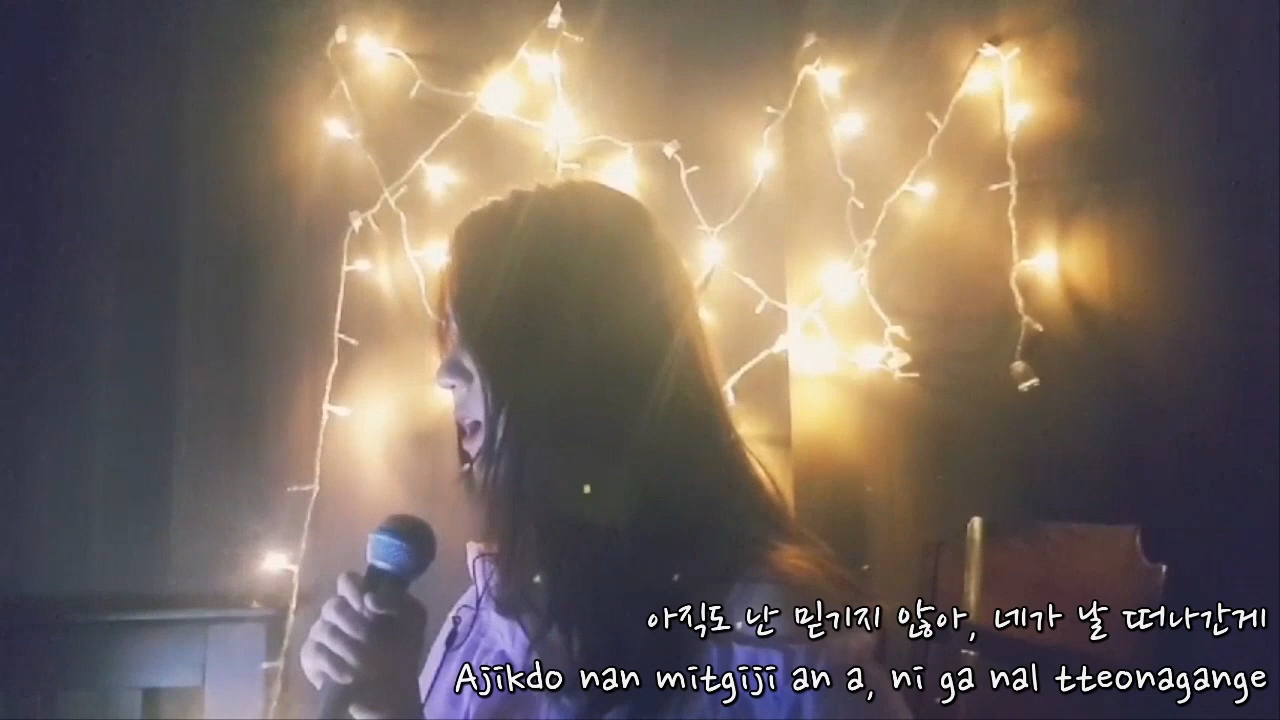 아직도 난 믿기지 않아, 네가 날 떠나간게
Ajikdo nan mitgiji an a, ni ga nal tteonagange